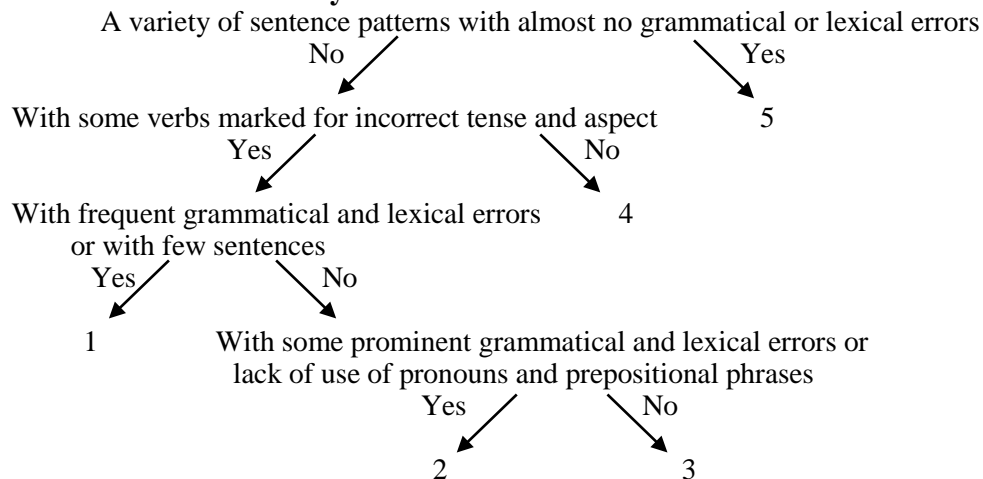 A variety of sentence patterns with almost no grammatical or lexical errors
No Yes
With some verbs marked for incorrect tense and aspect 5
Yes No
With frequent grammatical and lexical errors 4
or with few sentences
Yes No
1 With some prominent grammatical and lexical errors or
lack of use of pronouns and prepositional phrases
Yes No
2 3